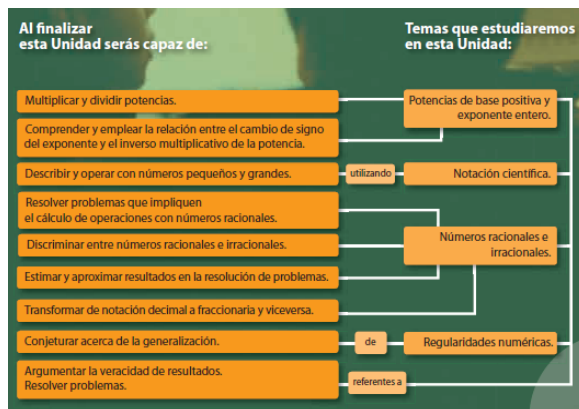 Al finalizar
esta Unidad serás capaz de:
Temas que estudiaremos
en esta Unidad:
Multiplicar y dividir potencias.
Potencias de base positiva y
exponente entero.
Comprender y emplear la relación entre el cambio de signo
del exponente y el inverso multiplicativo de la potencia.
Describir y operar con números pequeños y grandes.
utilizando
Notación científica.
Resolver problemas que impliquen
el cálculo de operaciones con números racionales.
Discriminar entre números racionales e irracionales.
Números racionales e
irracionales.
Estimar y aproximar resultados en la resolución de problemas.
Transformar de notación decimal a fraccionaria y viceversa.
Conjeturar acerca de la generalización.
de
Regularidades numéricas.
Argumentar la veracidad de resultados.
Resolver problemas.
referentes a